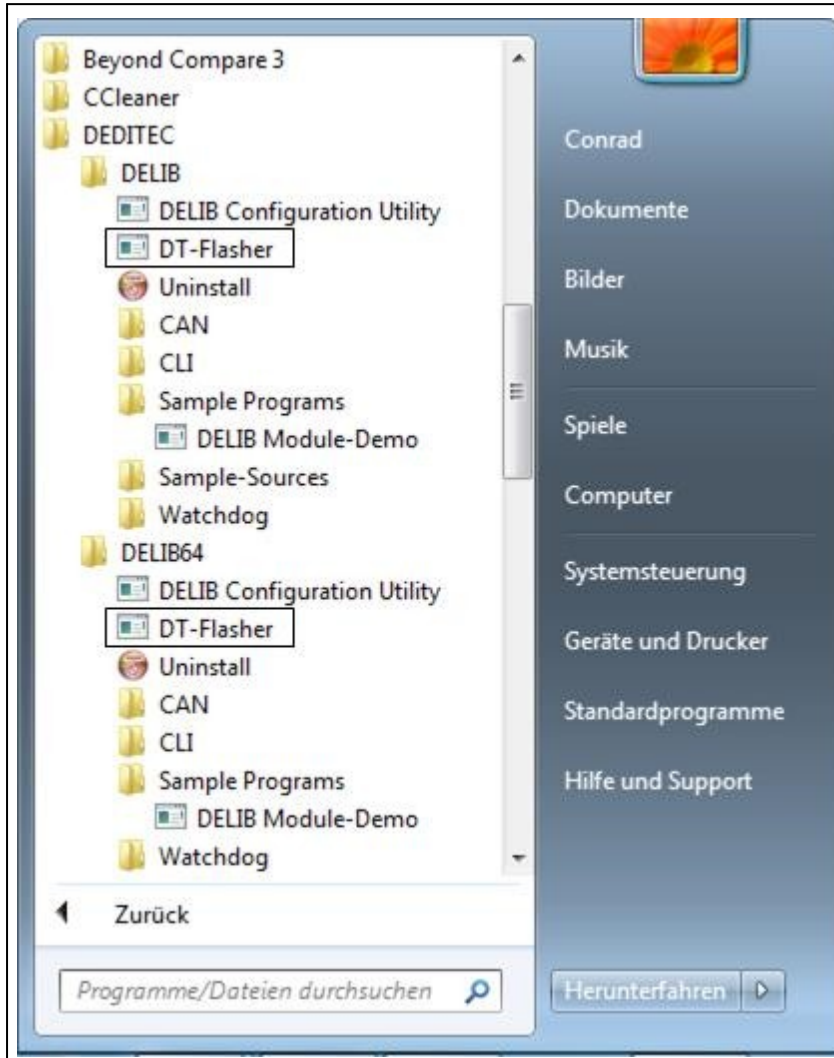 Beyond Compare 3
CCleaner
DEDITEC
DELIB
DELIB Configuration Utility
DT-Flasher
Uninstall
CAN
CLI
Sample Programs
DELIB Module-Demo
Sample-Sources
Watchdog
DELIB64
DELIB Configuration Utility
DT-Flasher
Uninstall
CAN
CLI
Sample Programs
DELIB Module-Demo
Watchdog
Zurück
Programme/Dateien durchsuchen
Conrad
Dokumente
Bilder
Musik
Spiele
Computer
Systemsteuerung
Geräte und Drucker
Standardprogramme
Hilfe und Support
Herunterfahren